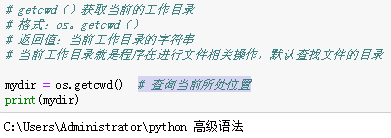 # getcwd()获取当前的工作目录
# 格式:os。getcwd()
# 返回值:当前工作目录的字符串
# 当前工作目录就是程序在进行文件相关操作,默认查找文件的目录
mydir = os.getcwd()  # 查询当前所处位置
print(mydir)
C:\Users\Administrator\python 高级语法